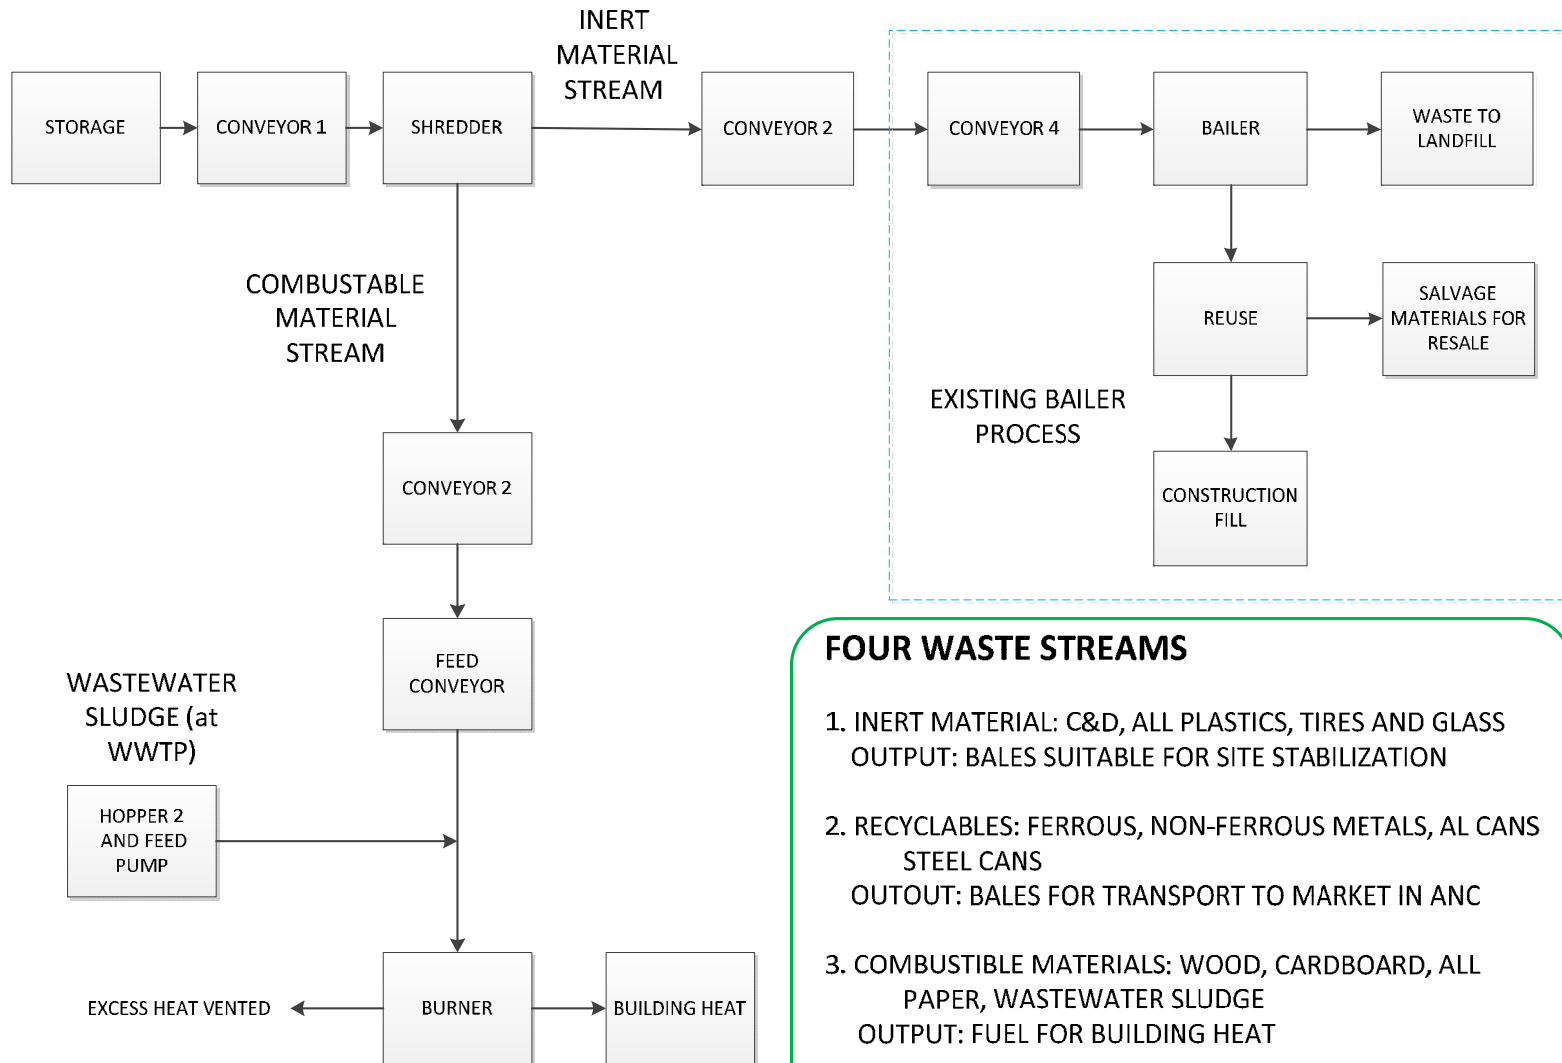 INERT
MATERIAL
STREAM
STORAGE
CONVEYOR 1
SHREDDER
CONVEYOR 2
CONVEYOR 4
BAILER
WASTE TO
LANDFILL
COMBUSTABLE
MATERIAL
STREAM
REUSE
SALVAGE
MATERIALS FOR
RESALE
EXISTING BAILER
PROCESS
CONVEYOR 2
CONSTRUCTION
FILL
FEED
CONVEYOR
WASTEWATER
SLUDGE (at
WWTP)
HOPPER 2
AND FEED
PUMP
EXCESS HEAT VENTED
BURNER
BUILDING HEAT
FOUR WASTE STREAMS
1. INERT MATERIAL: C&D, ALL PLASTICS, TIRES AND GLASS
OUTPUT: BALES SUITABLE FOR SITE STABILIZATION
2. RECYCLABLES: FERROUS, NON-FERROUS METALS, AL CANS
STEEL CANS
OUTOUT: BALES FOR TRANSPORT TO MARKET IN ANC
3. COMBUSTIBLE MATERIALS: WOOD, CARDBOARD, ALL
PAPER, WASTEWATER SLUDGE
OUTPUT: FUEL FOR BUILDING HEAT